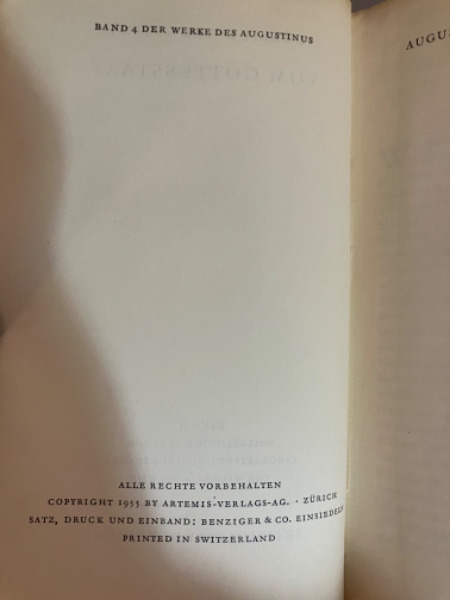 BAND 4 DER WERKE DES AUGUSTINUS
ALLE RECHTE VORBEHALTEN
COPYRIGHT 1955 BY ARTEMIS-VERLAGS-AG. · ZÜRICH
SATZ, DRUCK UND EINBAND: BENZIGER & CO. EINSIEDELN
PRINTED IN SWITZERLAND
AUGUS